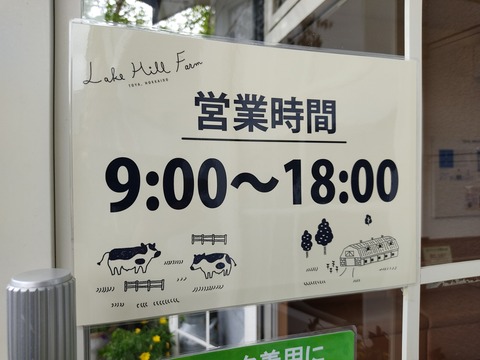 Lake Hill Farm
TOYA, HOKKAIDO
営業時間
9:00〜18:00